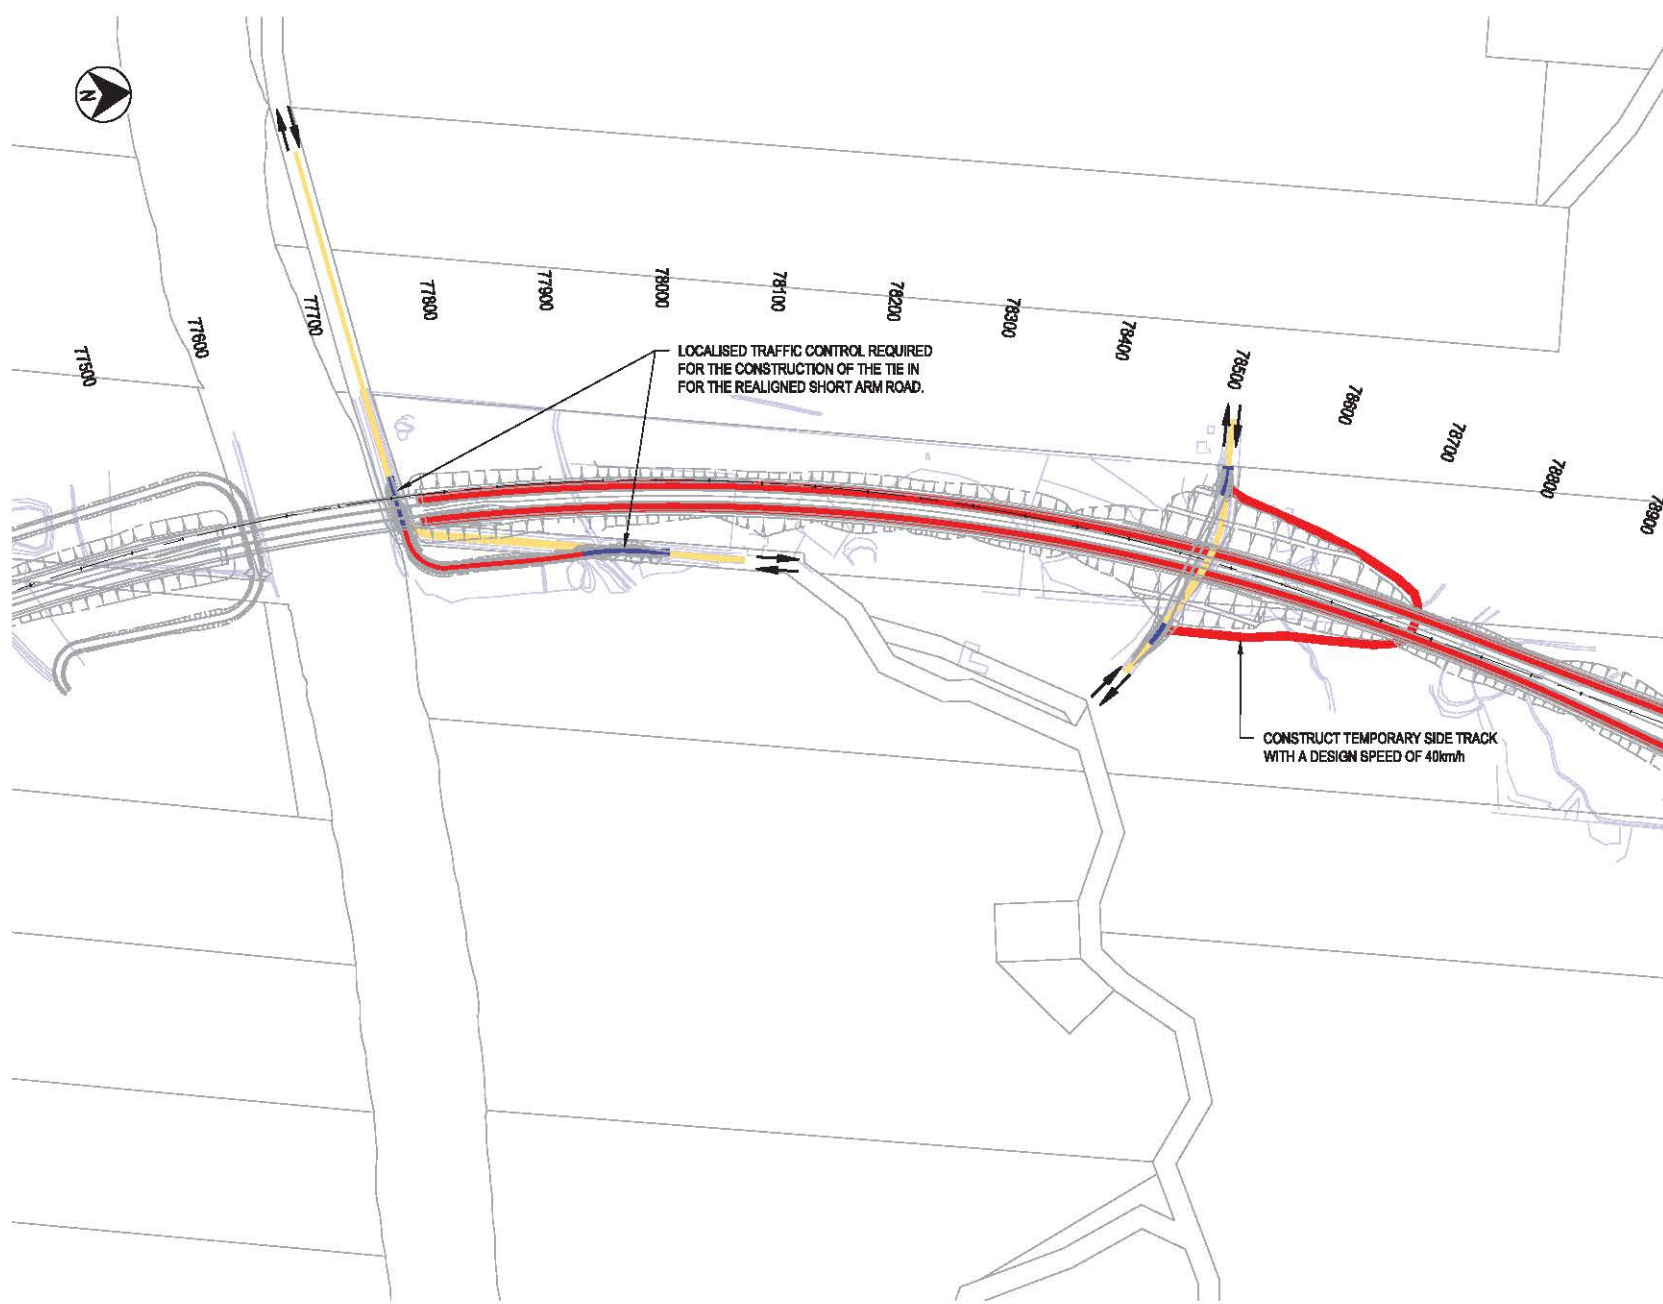 N
77500
77600
77700
77800
77900
78000
78100
78200
78300
78400
78500
78600
78700
78800
78900
LOCALISED TRAFFIC CONTROL REQUIRED
FOR THE CONSTRUCTION OF THE TIE IN
FOR THE REALIGNED SHORT ARM ROAD.
CONSTRUCT TEMPORARY SIDE TRACK
WITH A DESIGN SPEED OF 40km/h